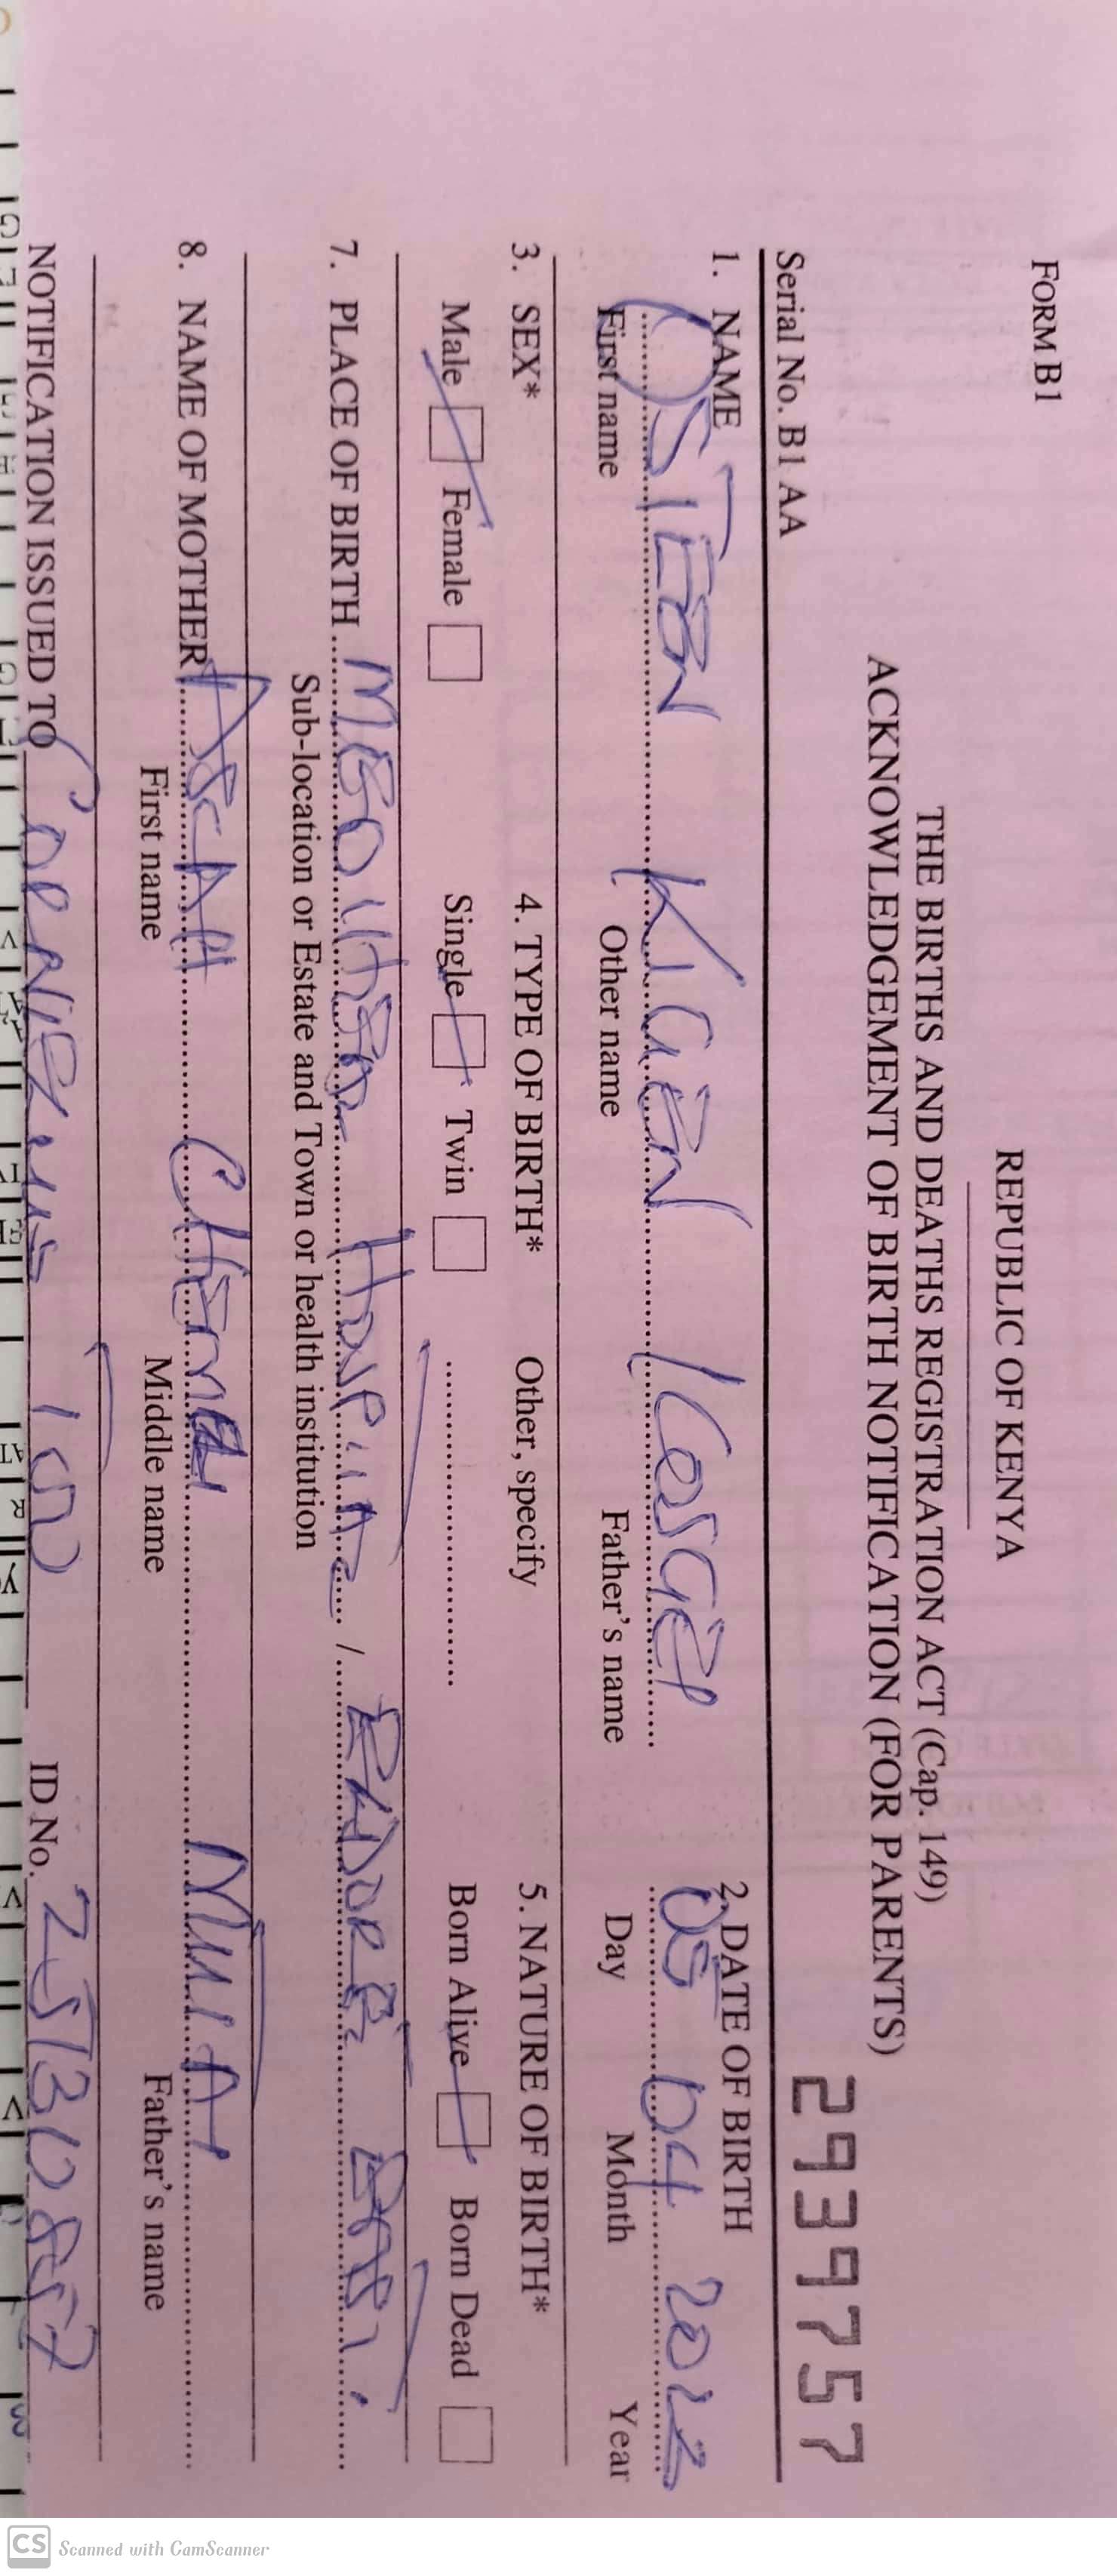 FORM B1
REPUBLIC OF KENYA
THE BIRTHS AND DEATHS REGISTRATION ACT (Cap. 149)
ACKNOWLEDGEMENT OF BIRTH NOTIFICATION (FOR PARENTS)
Serial No. B1 AA 2939757
1. NAME 2. DATE OF BIRTH
OSTEEN KIGEN KOSGEI 05 04 2023
First name Other name Father's name Day Month Year
3. SEX* 4. TYPE OF BIRTH* Other, specify 5. NATURE OF BIRTH*
Male Female Single Twin Born Alive Born Dead
7. PLACE OF BIRTH MEDIHEAL HOSPITAL / ELDORET EAST.
Sub-location or Estate and Town or health institution
8. NAME OF MOTHER ASCAH MUTAI
First name Middle name Father's name
NOTIFICATION ISSUED TO CORNELIUS TOO ID No. 25130857
CS Scanned with CamScanner